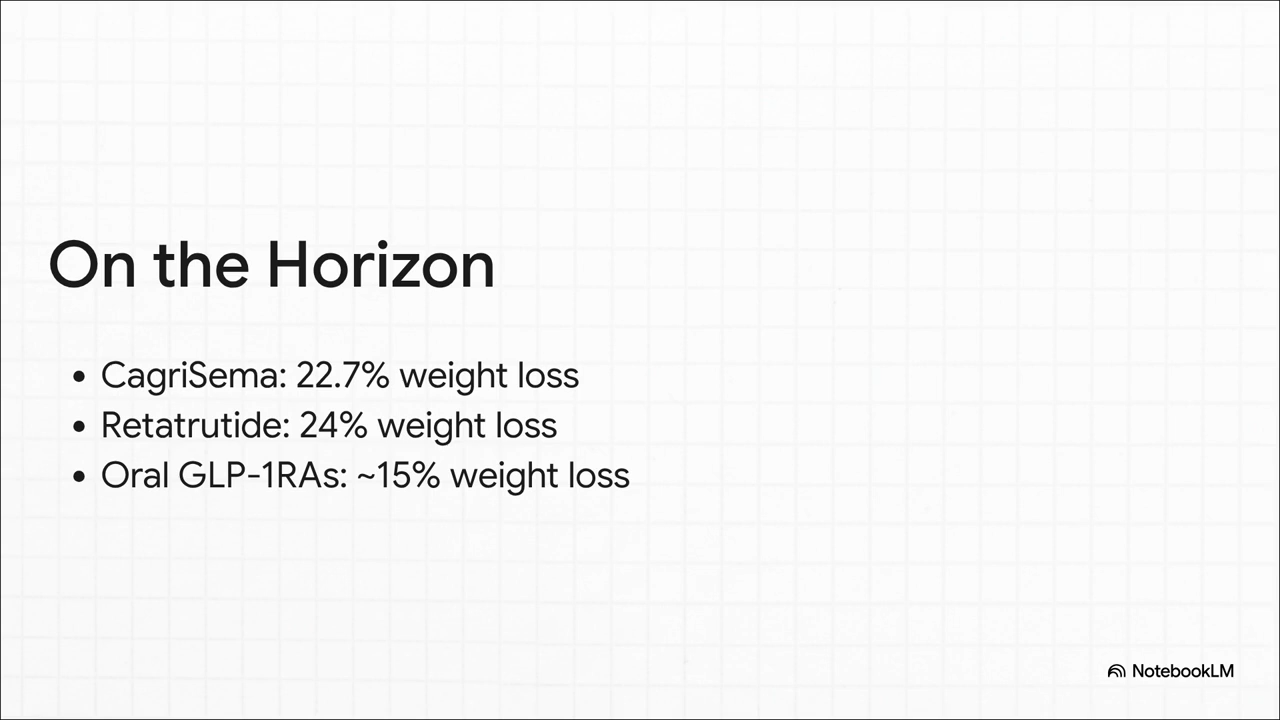 On the Horizon
• CagriSema: 22.7% weight loss
• Retatrutide: 24% weight loss
• Oral GLP-1RAs: ~15% weight loss
NotebookLM